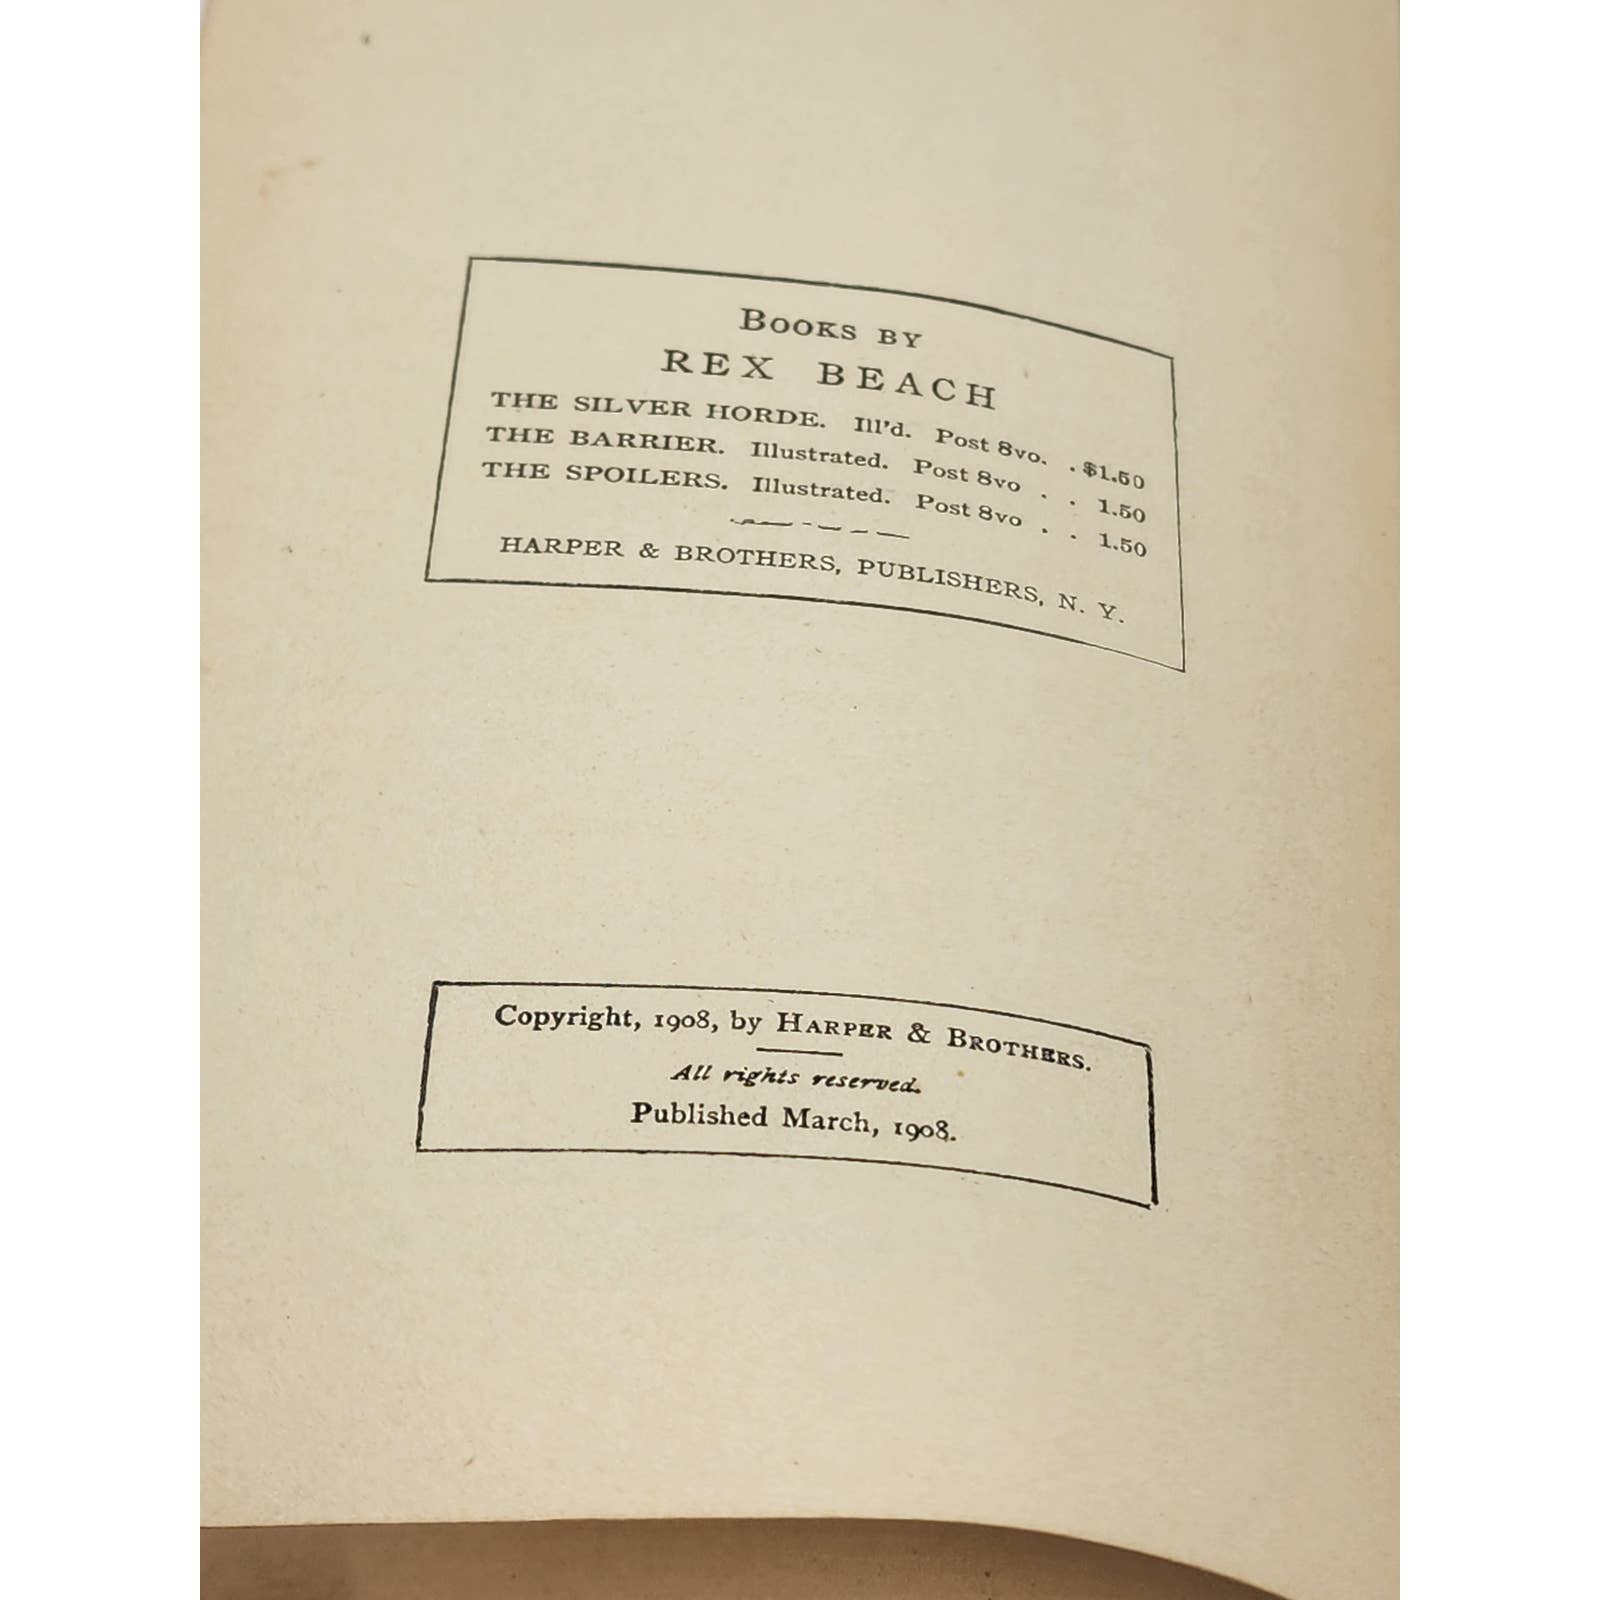 BOOKS BY
REX BEACH
THE SILVER HORDE. Ill'd. Post 8vo. . $1.50
THE BARRIER. Illustrated. Post 8vo . . 1.50
THE SPOILERS. Illustrated. Post 8vo . . 1.50
HARPER & BROTHERS, PUBLISHERS, N. Y.
Copyright, 1908, by HARPER & BROTHERS.
All rights reserved.
Published March, 1908.